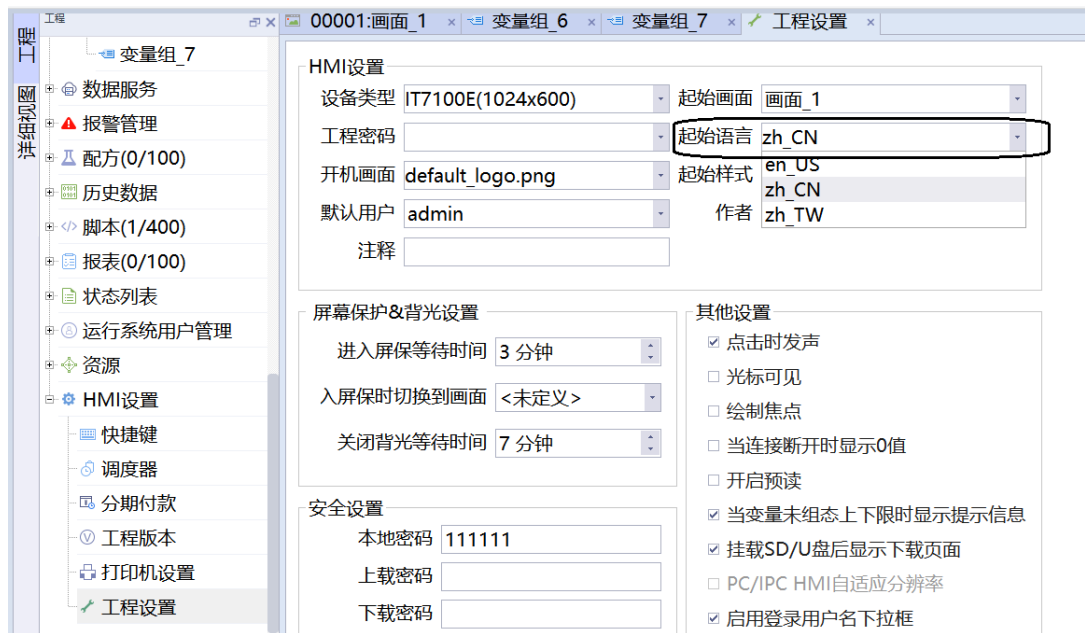 工程
详细视图
工程
变量组_7
数据服务
报警管理
配方(0/100)
历史数据
脚本(1/400)
报表(0/100)
状态列表
运行系统用户管理
资源
HMI设置
快捷键
调度器
分期付款
工程版本
打印机设置
工程设置
00001:画面_1 × 变量组_6 × 变量组_7 × 工程设置 ×
HMI设置
设备类型 IT7100E(1024x600) 起始画面 画面_1
工程密码 起始语言 zh_CN
en_US
开机画面 default_logo.png 起始样式
zh_CN
默认用户 admin 作者 zh_TW
注释
屏幕保护&背光设置
进入屏保等待时间 3 分钟
入屏保时切换到画面 <未定义>
关闭背光等待时间 7 分钟
安全设置
本地密码 111111
上载密码
下载密码
其他设置
点击时发声
光标可见
绘制焦点
当连接断开时显示0值
开启预读
当变量未组态上下限时显示提示信息
挂载SD/U盘后显示下载页面
PC/IPC HMI自适应分辨率
启用登录用户名下拉框